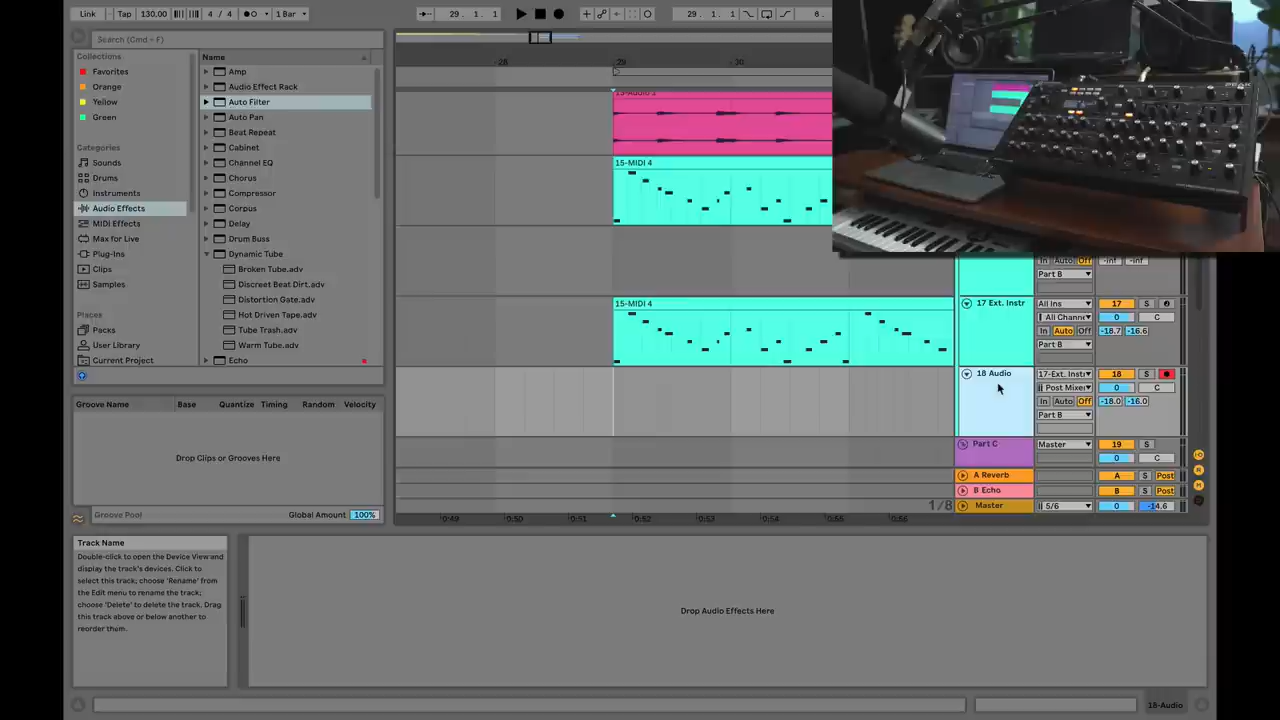 Link Tap 130.00 4 / 4 1 Bar 29. 1. 1 29. 1. 1 8.
Search (Cmd + F)
Collections
Favorites
Orange
Yellow
Green
Categories
Sounds
Drums
Instruments
Audio Effects
MIDI Effects
Max for Live
Plug-Ins
Clips
Samples
Places
Packs
User Library
Current Project
Name
Amp
Audio Effect Rack
Auto Filter
Auto Pan
Beat Repeat
Cabinet
Channel EQ
Chorus
Compressor
Corpus
Delay
Drum Buss
Dynamic Tube
Broken Tube.adv
Discreet Beat Dirt.adv
Distortion Gate.adv
Hot Driven Tape.adv
Tube Trash.adv
Warm Tube.adv
Echo
Groove Name Base Quantize Timing Random Velocity
Drop Clips or Grooves Here
Groove Pool Global Amount 100%
28 29 30
15-MIDI 4
15-MIDI 4
In Auto Off -inf -inf
Part B
17 Ext. Instr All Ins 17 S
All Chann 0 C
In Auto Off -18.7 -16.6
Part B
18 Audio 17-Ext. Instr 18 S
Post Mixer 0 C
In Auto Off -18.0 -16.0
Part B
Part C Master 19 S
0 C
A Reverb A S Post
B Echo B S Post
Master 5/6 0 -14.6
1/8
0:49 0:50 0:51 0:52 0:53 0:54 0:55 0:56
Track Name
Double-click to open the Device View and
display the track's devices. Click to
select this track; choose 'Rename' from
the Edit menu to rename the track;
choose 'Delete' to delete the track. Drag
this track above or below another to
reorder them.
Drop Audio Effects Here
18-Audio